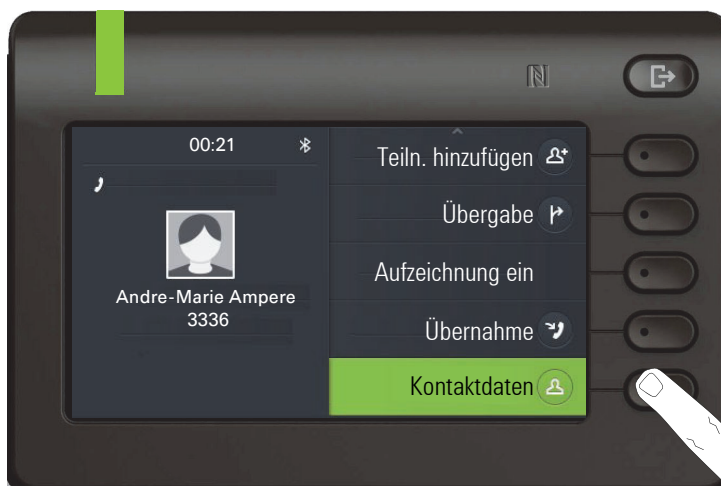 00:21
Andre-Marie Ampere
3336
Teiln. hinzufügen
Übergabe
Aufzeichnung ein
Übernahme
Kontaktdaten